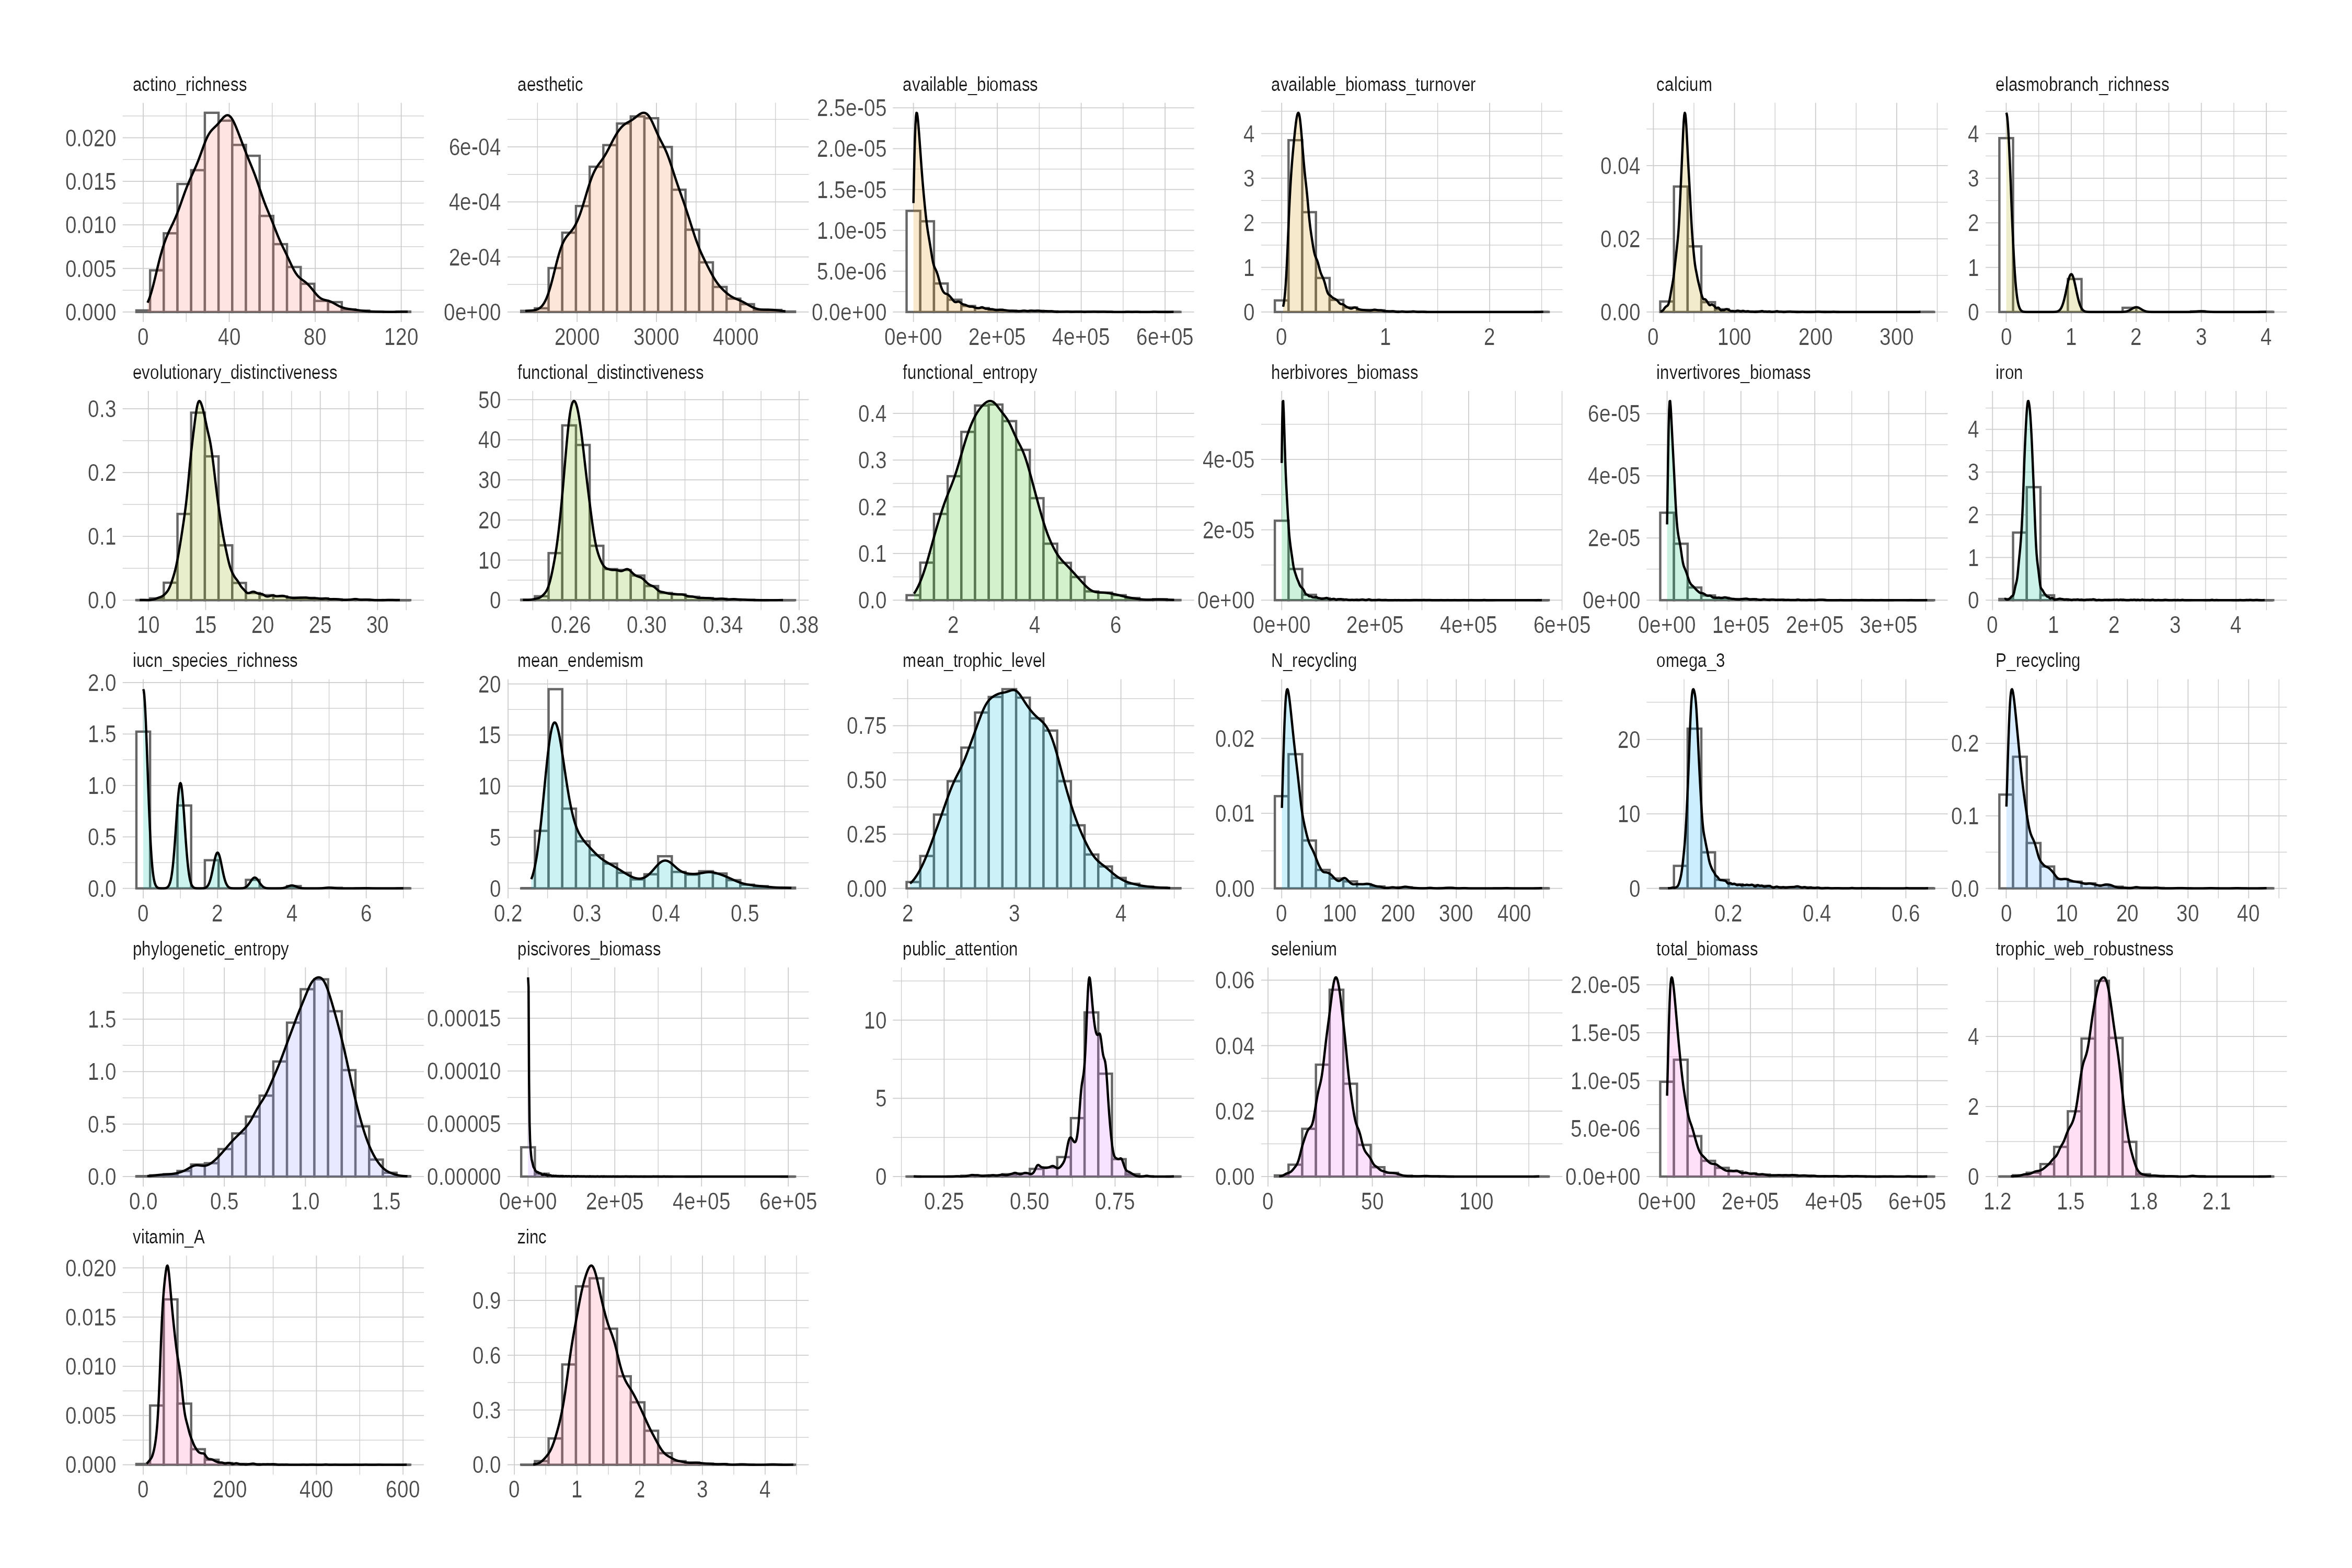 actino_richness
0.020
0.015
0.010
0.005
0.000
0 40 80 120
aesthetic
6e-04
4e-04
2e-04
0e+00
2000 3000 4000
available_biomass
2.5e-05
2.0e-05
1.5e-05
1.0e-05
5.0e-06
0.0e+00
0e+00 2e+05 4e+05 6e+05
available_biomass_turnover
4
3
2
1
0
0 1 2
calcium
0.04
0.02
0.00
0 100 200 300
elasmobranch_richness
4
3
2
1
0
0 1 2 3 4
evolutionary_distinctiveness
0.3
0.2
0.1
0.0
10 15 20 25 30
functional_distinctiveness
50
40
30
20
10
0
0.26 0.30 0.34 0.38
functional_entropy
0.4
0.3
0.2
0.1
0.0
2 4 6
herbivores_biomass
4e-05
2e-05
0e+00
0e+00 2e+05 4e+05 6e+05
invertivores_biomass
6e-05
4e-05
2e-05
0e+00
0e+00 1e+05 2e+05 3e+05
iron
4
3
2
1
0
0 1 2 3 4
iucn_species_richness
2.0
1.5
1.0
0.5
0.0
0 2 4 6
mean_endemism
20
15
10
5
0
0.2 0.3 0.4 0.5
mean_trophic_level
0.75
0.50
0.25
0.00
2 3 4
N_recycling
0.02
0.01
0.00
0 100 200 300 400
omega_3
20
10
0
0.2 0.4 0.6
P_recycling
0.2
0.1
0.0
0 10 20 30 40
phylogenetic_entropy
1.5
1.0
0.5
0.0
0.0 0.5 1.0 1.5
piscivores_biomass
0.00015
0.00010
0.00005
0.00000
0e+00 2e+05 4e+05 6e+05
public_attention
10
5
0
0.25 0.50 0.75
selenium
0.06
0.04
0.02
0.00
0 50 100
total_biomass
2.0e-05
1.5e-05
1.0e-05
5.0e-06
0.0e+00
0e+00 2e+05 4e+05 6e+05
trophic_web_robustness
4
2
0
1.2 1.5 1.8 2.1
vitamin_A
0.020
0.015
0.010
0.005
0.000
0 200 400 600
zinc
0.9
0.6
0.3
0.0
0 1 2 3 4